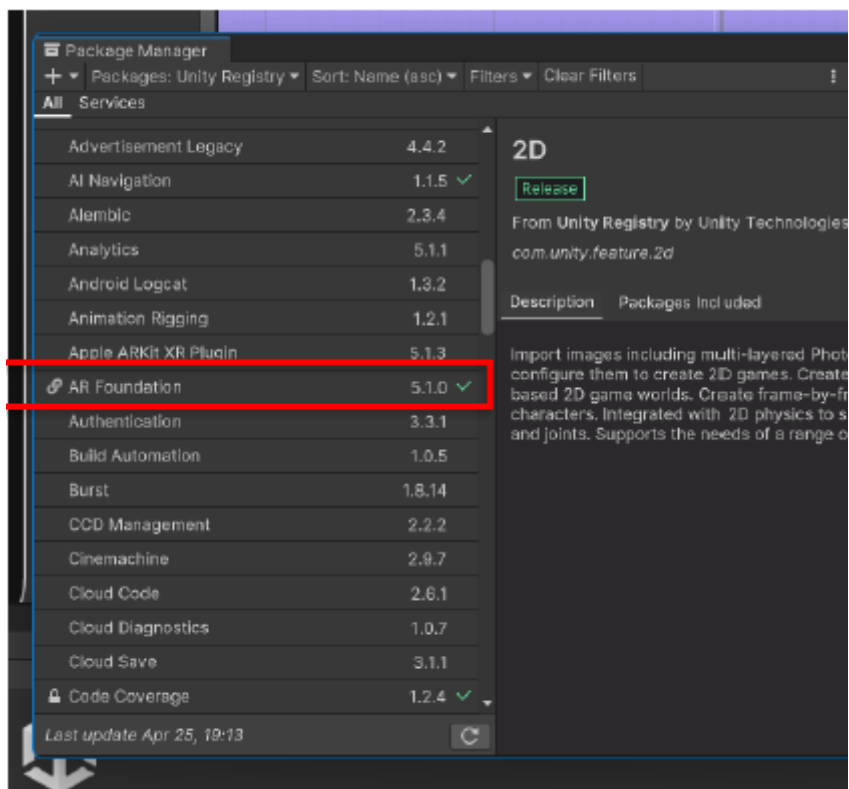 Package Manager
+ Packages: Unity Registry Sort: Name (asc) Filters Clear Filters
All Services
Advertisement Legacy 4.4.2
AI Navigation 1.1.5
Alembic 2.3.4
Analytics 5.1.1
Android Logcat 1.3.2
Animation Rigging 1.2.1
Apple ARKit XR Plugin 5.1.3
AR Foundation 5.1.0
Authentication 3.3.1
Build Automation 1.0.5
Burst 1.8.14
CCD Management 2.2.2
Cinemachine 2.9.7
Cloud Code 2.6.1
Cloud Diagnostics 1.0.7
Cloud Save 3.1.1
Code Coverage 1.2.4
Last update Apr 25, 19:13
2D
Release
From Unity Registry by Unity Technologies
com.unity.feature.2d
Description Packages Included
Import images including multi-layered Phot
configure them to create 2D games. Create
based 2D game worlds. Create frame-by-fr
characters. Integrated with 2D physics to s
and joints. Supports the needs of a range o